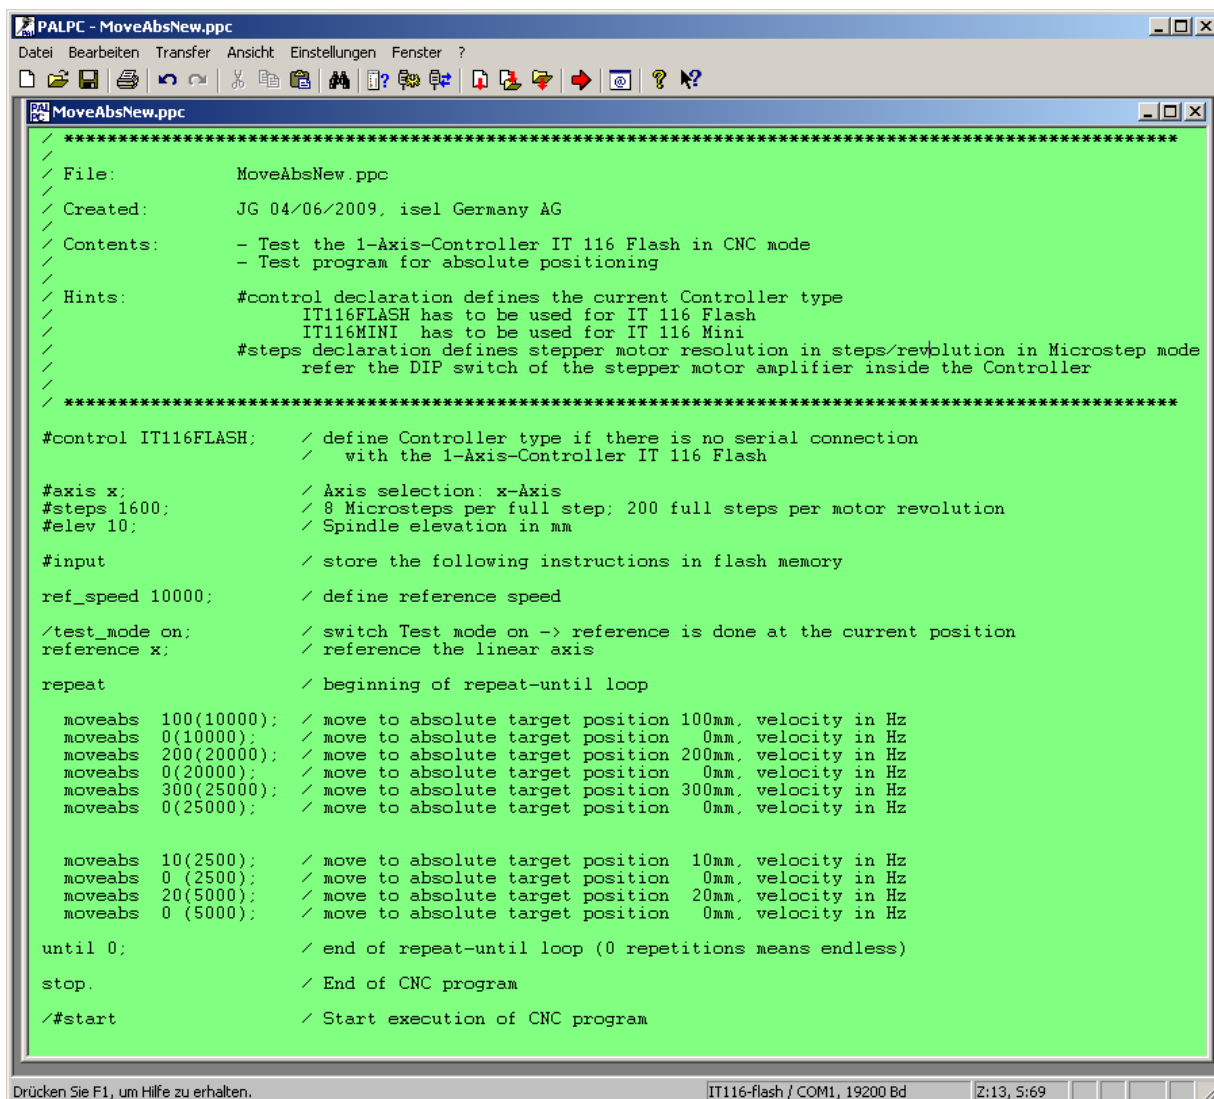 PALPC - MoveAbsNew.ppc
Datei Bearbeiten Transfer Ansicht Einstellungen Fenster ?
MoveAbsNew.ppc
/ *******************************************************************************************************
/
/ File: MoveAbsNew.ppc
/
/ Created: JG 04/06/2009, isel Germany AG
/
/ Contents: - Test the 1-Axis-Controller IT 116 Flash in CNC mode
/ - Test program for absolute positioning
/
/ Hints: #control declaration defines the current Controller type
/ IT116FLASH has to be used for IT 116 Flash
/ IT116MINI has to be used for IT 116 Mini
/ #steps declaration defines stepper motor resolution in steps/revolution in Microstep mode
/ refer the DIP switch of the stepper motor amplifier inside the Controller
/
/ *******************************************************************************************************
#control IT116FLASH; / define Controller type if there is no serial connection
/ with the 1-Axis-Controller IT 116 Flash
#axis x; / Axis selection: x-Axis
#steps 1600; / 8 Microsteps per full step; 200 full steps per motor revolution
#elev 10; / Spindle elevation in mm
#input / store the following instructions in flash memory
ref_speed 10000; / define reference speed
/test_mode on; / switch Test mode on -> reference is done at the current position
reference x; / reference the linear axis
repeat / beginning of repeat-until loop
moveabs 100(10000); / move to absolute target position 100mm, velocity in Hz
moveabs 0(10000); / move to absolute target position 0mm, velocity in Hz
moveabs 200(20000); / move to absolute target position 200mm, velocity in Hz
moveabs 0(20000); / move to absolute target position 0mm, velocity in Hz
moveabs 300(25000); / move to absolute target position 300mm, velocity in Hz
moveabs 0(25000); / move to absolute target position 0mm, velocity in Hz
moveabs 10(2500); / move to absolute target position 10mm, velocity in Hz
moveabs 0 (2500); / move to absolute target position 0mm, velocity in Hz
moveabs 20(5000); / move to absolute target position 20mm, velocity in Hz
moveabs 0 (5000); / move to absolute target position 0mm, velocity in Hz
until 0; / end of repeat-until loop (0 repetitions means endless)
stop. / End of CNC program
/#start / Start execution of CNC program
Drücken Sie F1, um Hilfe zu erhalten. IT116-flash / COM1, 19200 Bd Z:13, S:69